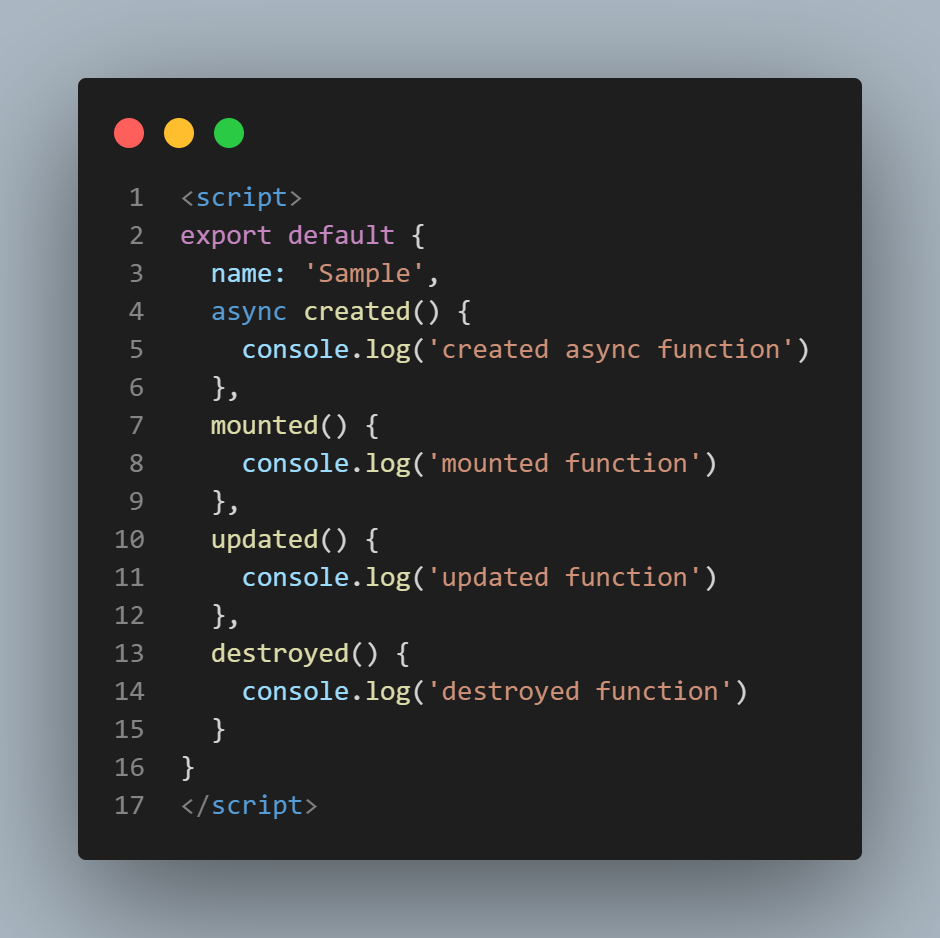 1 <script>
2 export default {
3   name: 'Sample',
4   async created() {
5     console.log('created async function')
6   },
7   mounted() {
8     console.log('mounted function')
9   },
10   updated() {
11     console.log('updated function')
12   },
13   destroyed() {
14     console.log('destroyed function')
15   }
16 }
17 </script>